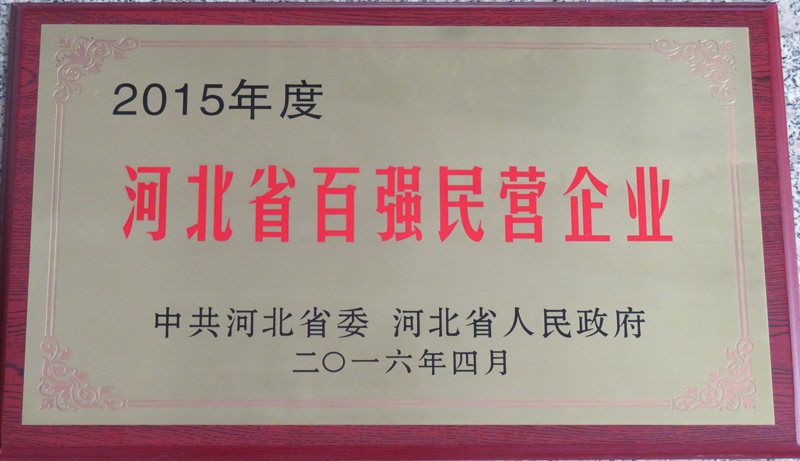 2015年度
河北省百强民营企业
中共河北省委 河北省人民政府
二〇一六年四月